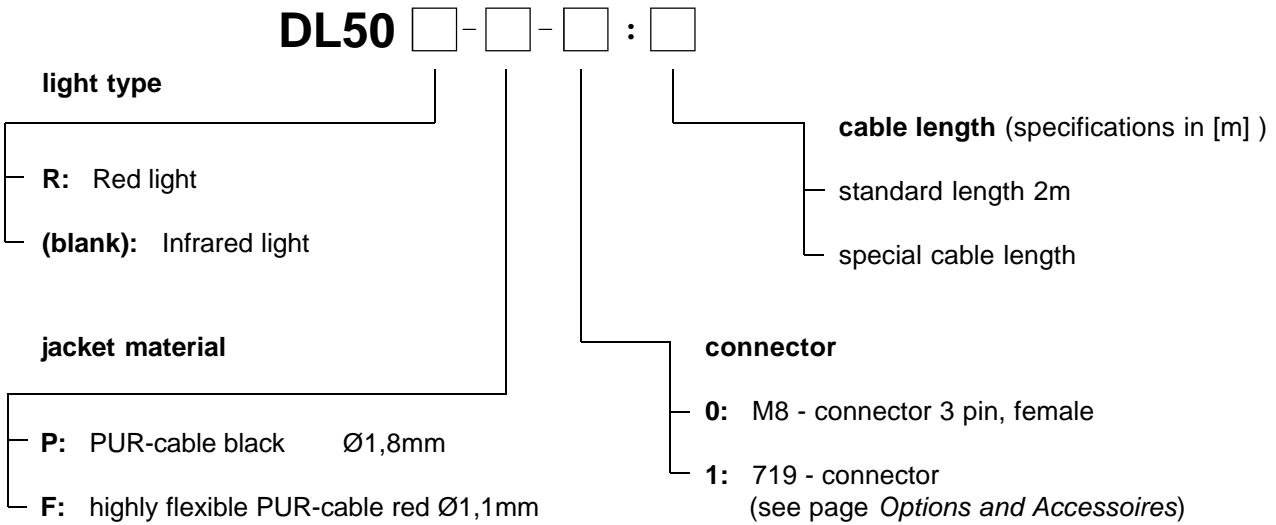 DL50 - - :
light type
R: Red light
(blank): Infrared light
cable length (specifications in [m] )
standard length 2m
special cable length
jacket material
P: PUR-cable black Ø1,8mm
F: highly flexible PUR-cable red Ø1,1mm
connector
0: M8 - connector 3 pin, female
1: 719 - connector
(see page Options and Accessoires)